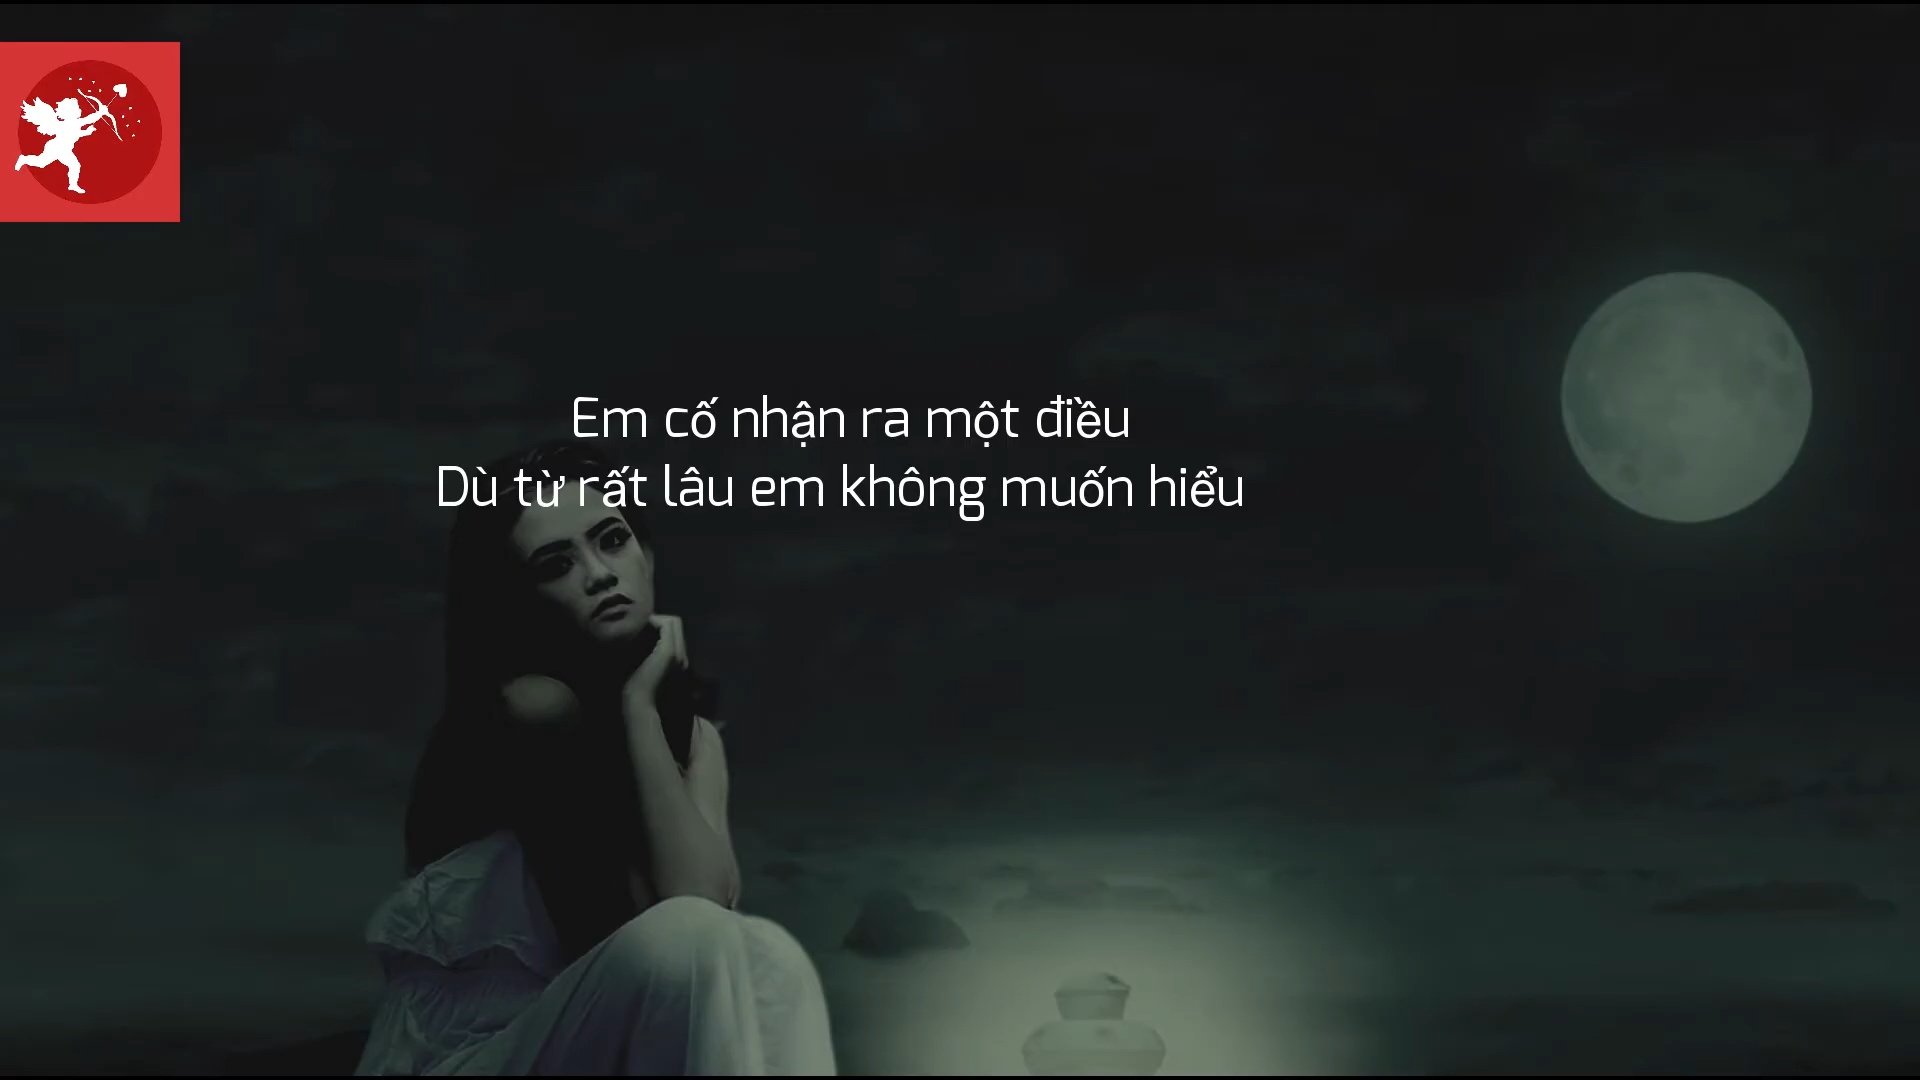 Em cố nhận ra một điều
Dù từ rất lâu em không muốn hiểu